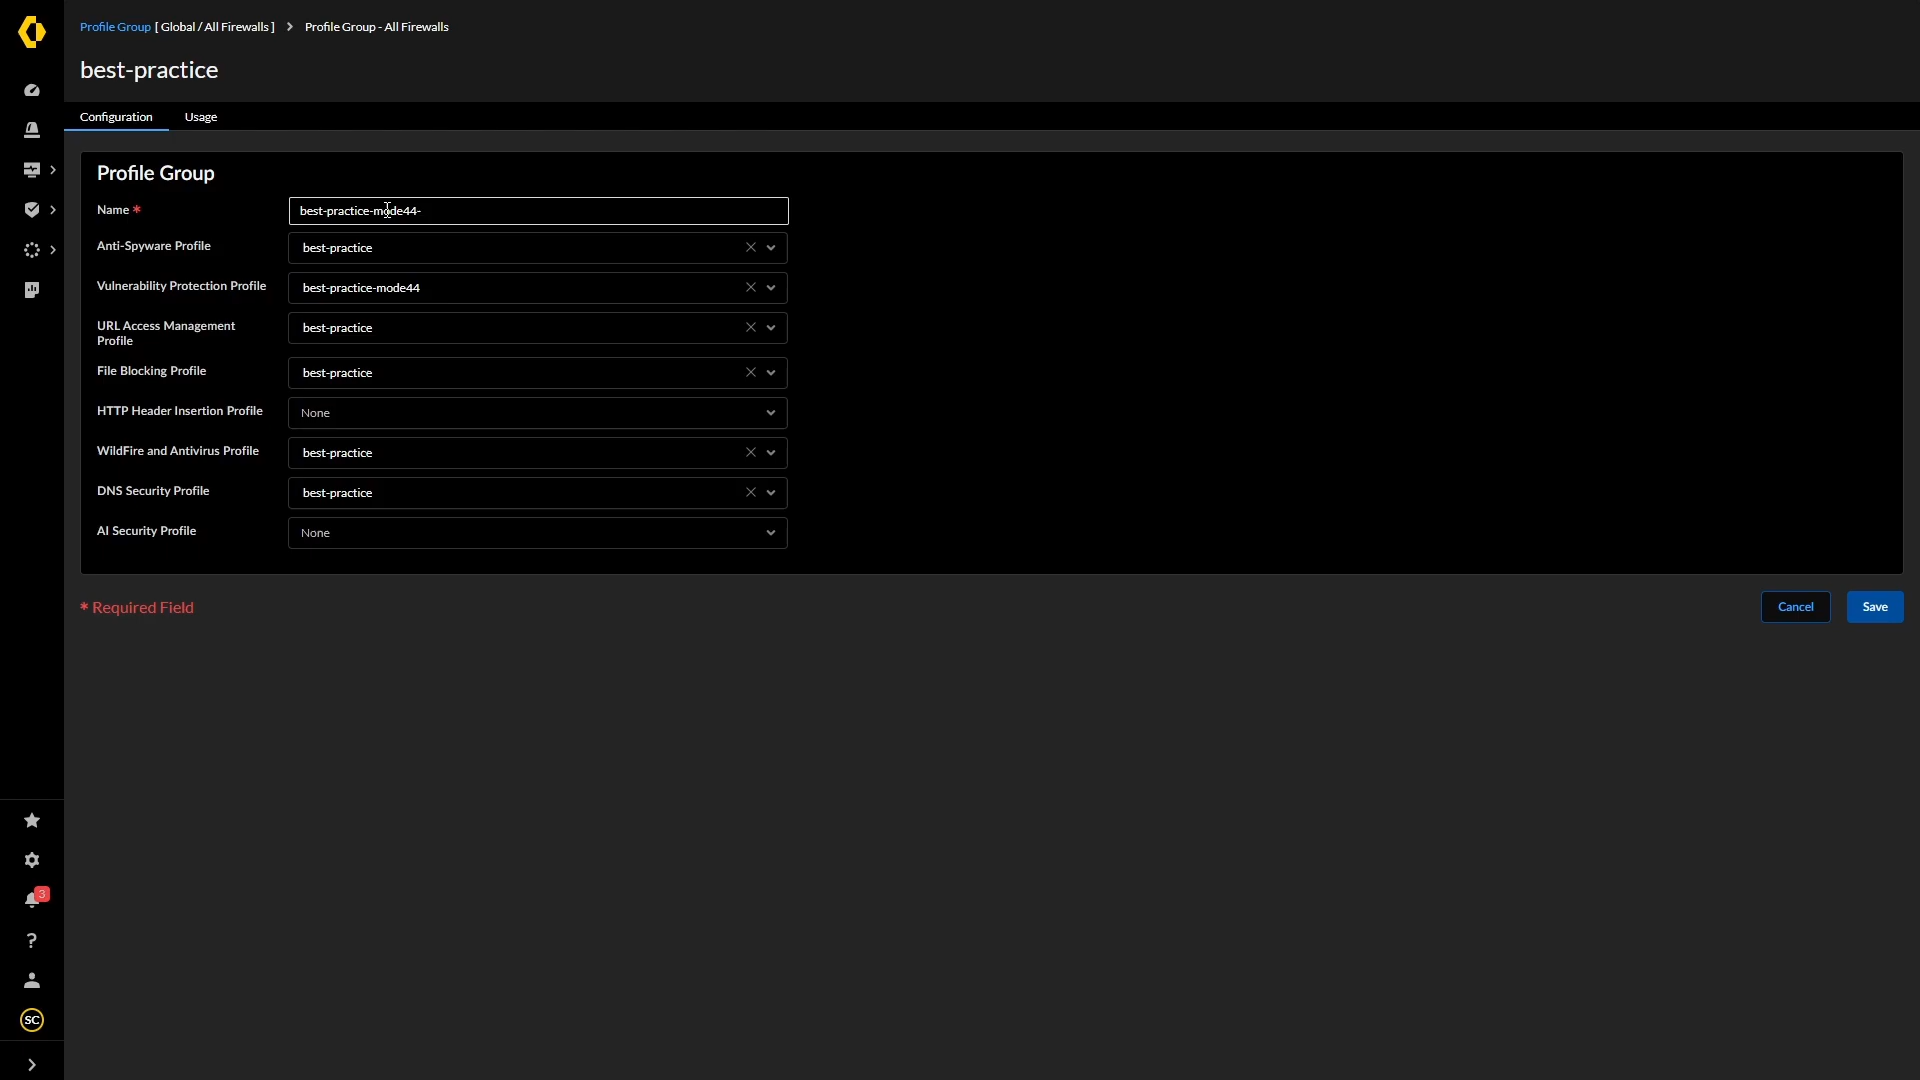 Profile Group [ Global / All Firewalls ] > Profile Group - All Firewalls
best-practice
Configuration Usage
Profile Group
Name * best-practice-mode44-
Anti-Spyware Profile best-practice
Vulnerability Protection Profile best-practice-mode44
URL Access Management
Profile best-practice
File Blocking Profile best-practice
HTTP Header Insertion Profile None
WildFire and Antivirus Profile best-practice
DNS Security Profile best-practice
AI Security Profile None
* Required Field Cancel Save
3
?
SC